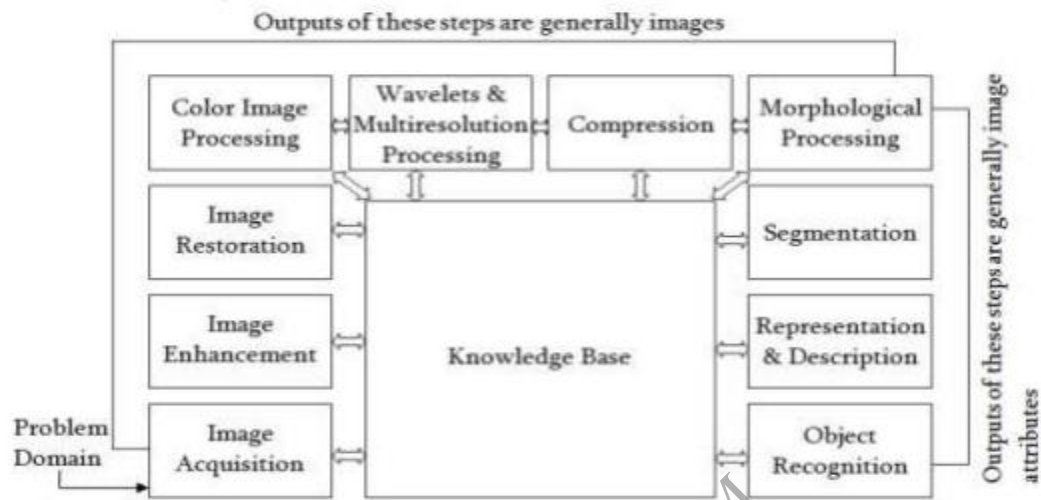 Outputs of these steps are generally images
Color Image
Processing
Wavelets &
Multiresolution
Processing
Compression
Morphological
Processing
Image
Restoration
Segmentation
Image
Enhancement
Knowledge Base
Representation
& Description
Problem
Domain
Image
Acquisition
Object
Recognition
Outputs of these steps are generally image
attributes